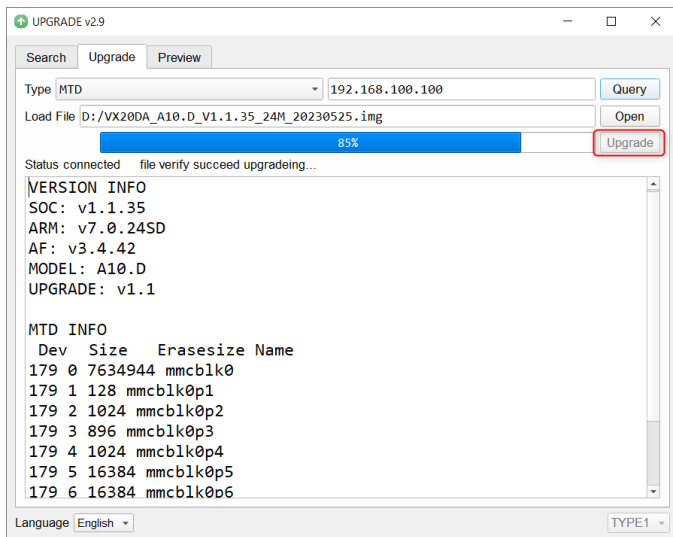 UPGRADE v2.9
Search Upgrade Preview
Type MTD 192.168.100.100 Query
Load File D:/VX20DA_A10.D_V1.1.35_24M_20230525.img Open
85% Upgrade
Status connected file verify succeed upgradeing...
VERSION INFO
SOC: v1.1.35
ARM: v7.0.24SD
AF: v3.4.42
MODEL: A10.D
UPGRADE: v1.1
MTD INFO
Dev Size Erasesize Name
179 0 7634944 mmcblk0
179 1 128 mmcblk0p1
179 2 1024 mmcblk0p2
179 3 896 mmcblk0p3
179 4 1024 mmcblk0p4
179 5 16384 mmcblk0p5
179 6 16384 mmcblk0p6
Language English TYPE1